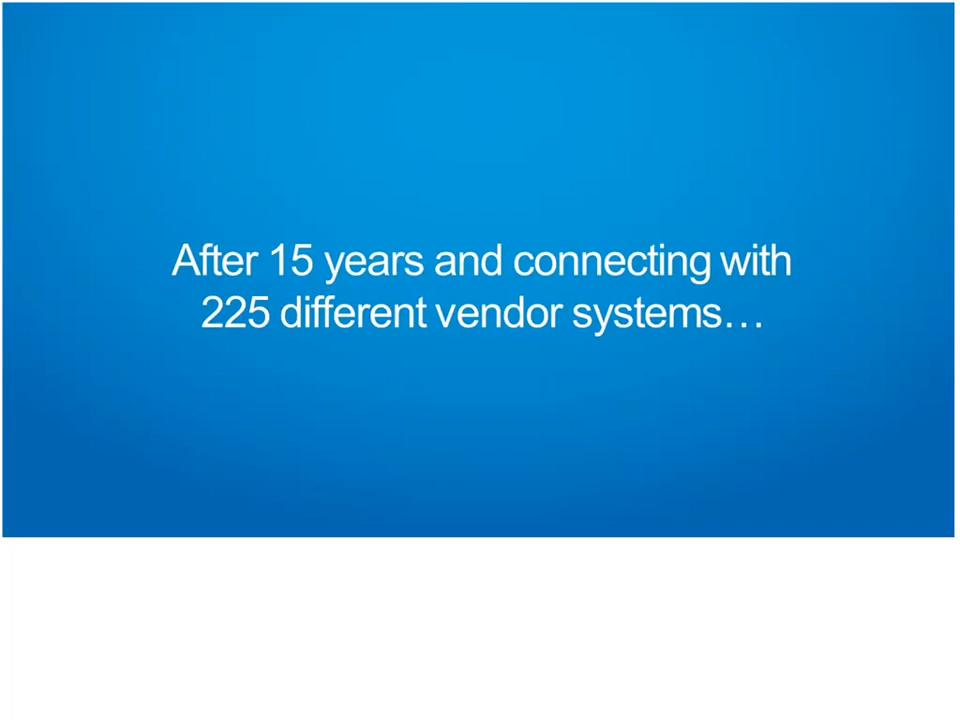 After 15 years and connecting with
225 different vendor systems…